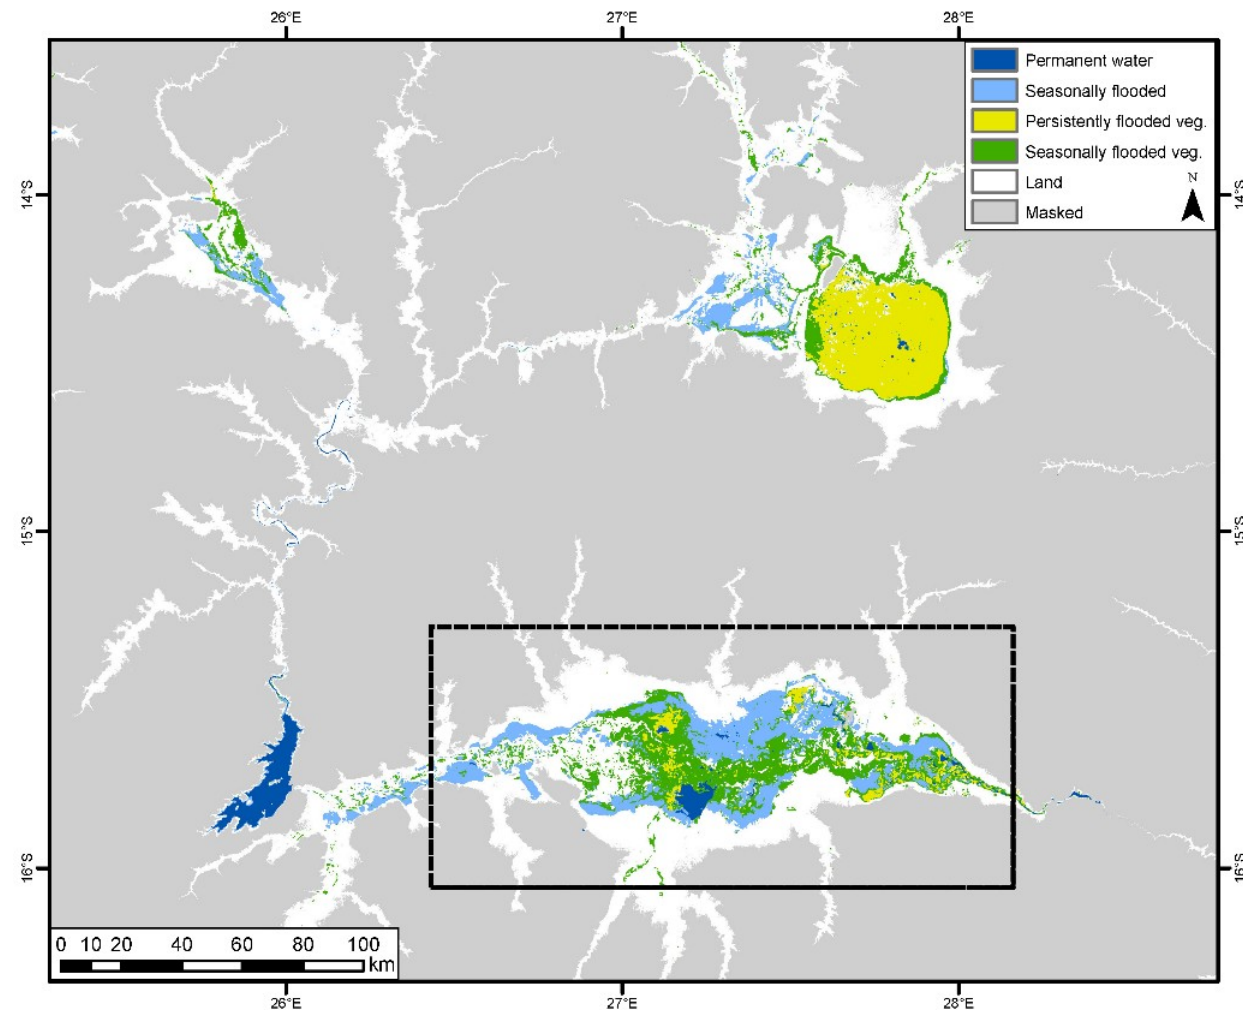 26°E 27°E 28°E
Permanent water
Seasonally flooded
Persistently flooded veg.
Seasonally flooded veg.
Land
N
Masked
14°S 14°S
15°S 15°S
16°S 16°S
0 10 20 40 60 80 100
km
26°E 27°E 28°E